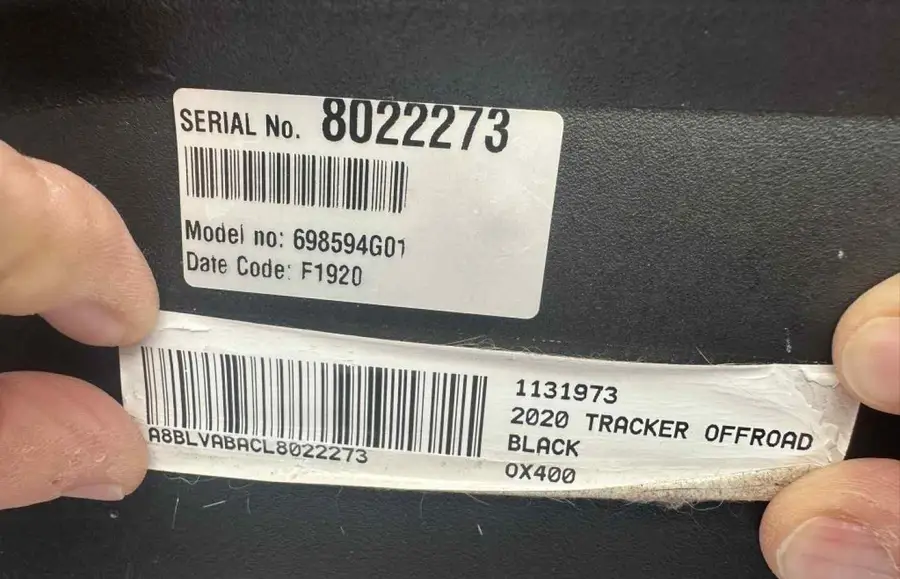 SERIAL No. 8022273
Model no: 698594G01
Date Code: F1920
1131973
2020 TRACKER OFFROAD
BLACK
OX400
A8BLVABACL8022273